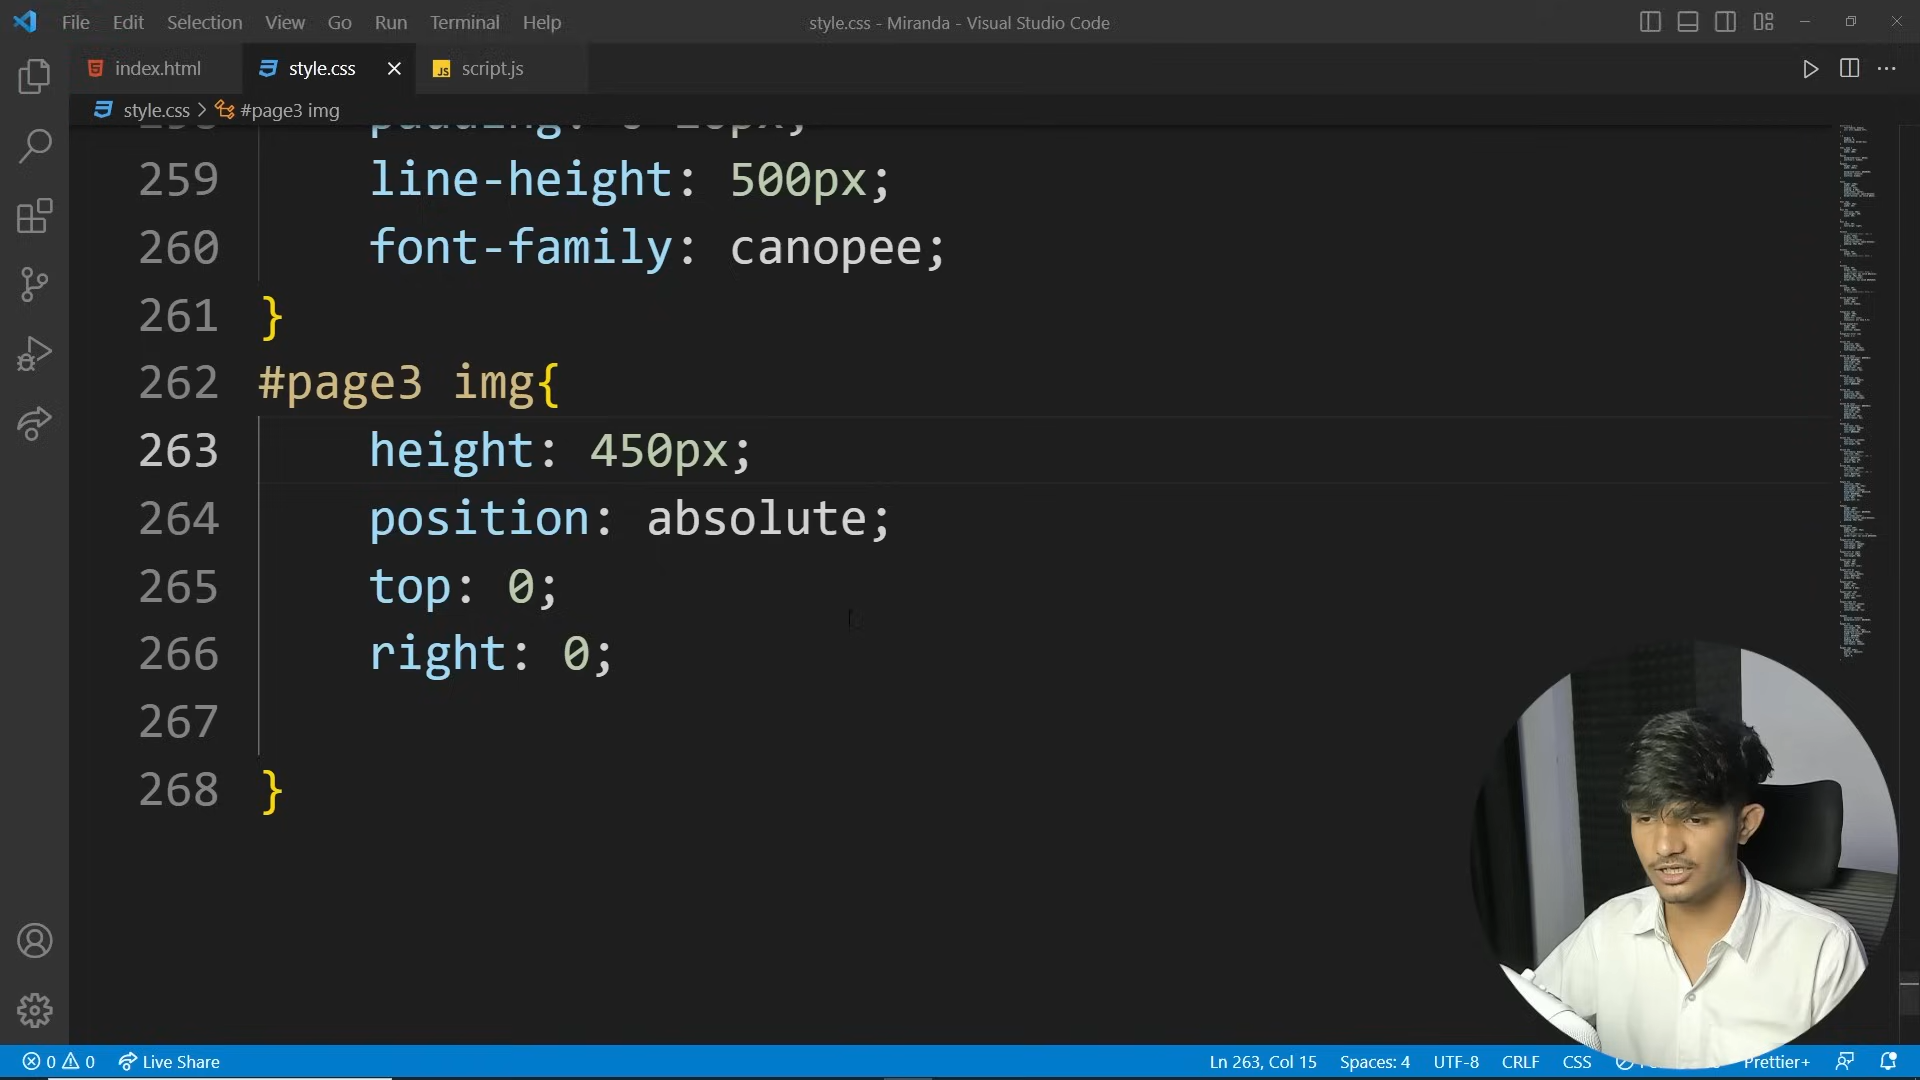 File Edit Selection View Go Run Terminal Help
style.css - Miranda - Visual Studio Code
index.html
style.css
JS script.js
style.css > #page3 img
259 line-height: 500px;
260 font-family: canopee;
261 }
262 #page3 img{
263 height: 450px;
264 position: absolute;
265 top: 0;
266 right: 0;
267
268 }
0 0 Live Share
Ln 263, Col 15 Spaces: 4 UTF-8 CRLF CSS Prettier+